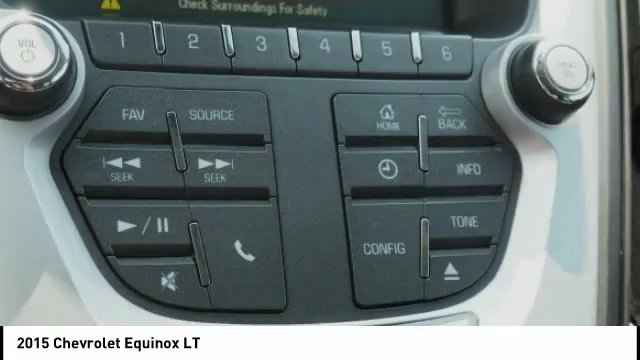 Check Surroundings For Safety
VOL
1 2 3 4 5 6
FAV SOURCE
HOME BACK
SEEK SEEK
INFO
TONE
CONFIG
2015 Chevrolet Equinox LT